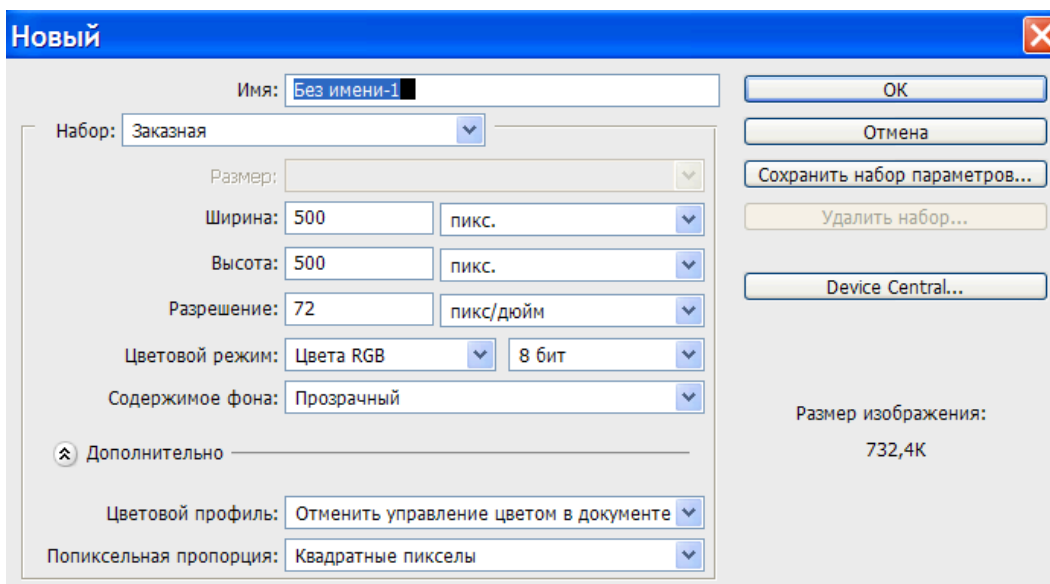 Новый
Имя: Без имени-1
OK
Набор: Заказная
Отмена
Размер:
Сохранить набор параметров...
Ширина: 500 пикс.
Удалить набор...
Высота: 500 пикс.
Device Central...
Разрешение: 72 пикс/дюйм
Цветовой режим: Цвета RGB 8 бит
Содержимое фона: Прозрачный
Размер изображения:
732,4K
Дополнительно
Цветовой профиль: Отменить управление цветом в документе
Попиксельная пропорция: Квадратные пикселы